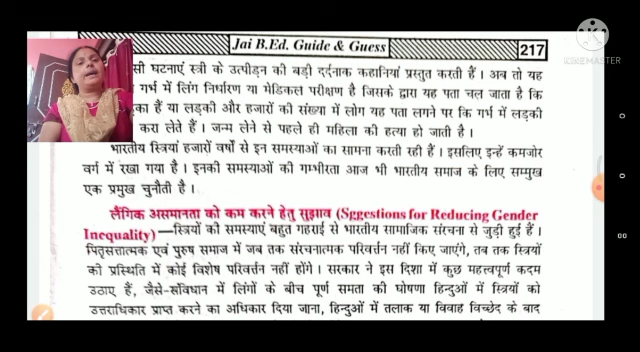 Jai B.Ed. Guide & Guess
217
KINEMASTER
सी घटनाएं स्त्री के उत्पीड़न की बड़ी दर्दनाक कहानियां प्रस्तुत करती हैं । अब तो यह
गर्भ में लिंग निर्धारण या मेडिकल परीक्षण है जिसके द्वारा यह पता चल जाता है कि
का हैं या लड़की और हजारों की संख्या में लोग यह पता लगने पर कि गर्भ में लड़की
करा लेते हैं । जन्म लेने से पहले ही महिला की हत्या हो जाती है ।
भारतीय स्त्रियां हजारों वर्षों से इन समस्याओं का सामना करती रही हैं । इसलिए इन्हें कमजोर
वर्ग में रखा गया है । इनकी समस्याओं की गम्भीरता आज भी भारतीय समाज के लिए सम्मुख
एक प्रमुख चुनौती है ।
लैंगिक असमानता को कम करने हेतु सुझाव (Sggestions for Reducing Gender
Inequality)—स्त्रियों की समस्याएं बहुत गहराई से भारतीय सामाजिक संरचना से जुड़ी हुई हैं ।
पितृसत्तात्मक एवं पुरुष समाज में जब तक संरचनात्मक परिवर्तन नहीं किए जाएंगे, तब तक स्त्रियों
की प्रस्थिति में कोई विशेष परिवर्तन नहीं होंगे । सरकार ने इस दिशा में कुछ महत्त्वपूर्ण कदम
उठाए हैं, जैसे-संविधान में लिंगों के बीच पूर्ण समता की घोषणा हिन्दुओं में स्त्रियों को
उत्तराधिकार प्राप्त करने का अधिकार दिया जाना, हिन्दुओं में तलाक या विवाह विच्छेद के बाद